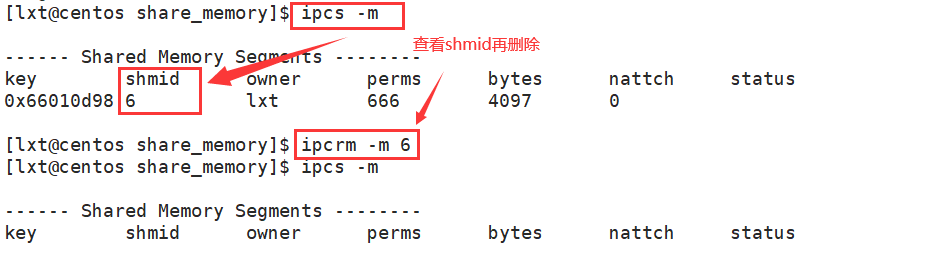 [lxt@centos share_memory]$ ipcs -m
查看shmid再删除
------ Shared Memory Segments --------
key        shmid      owner      perms      bytes      nattch     status
0x66010d98 6          lxt        666        4097       0
[lxt@centos share_memory]$ ipcrm -m 6
[lxt@centos share_memory]$ ipcs -m
------ Shared Memory Segments --------
key        shmid      owner      perms      bytes      nattch     status